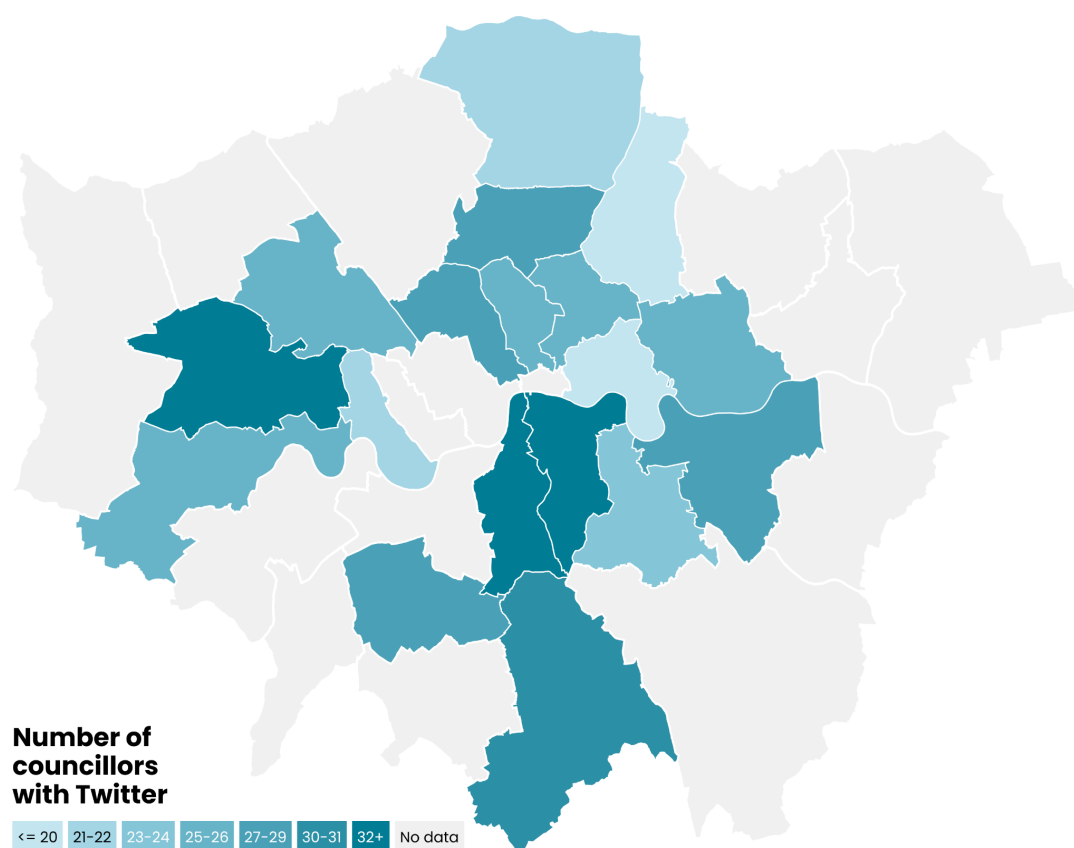 Number of
councillors
with Twitter
<= 20 21-22 23-24 25-26 27-29 30-31 32+ No data